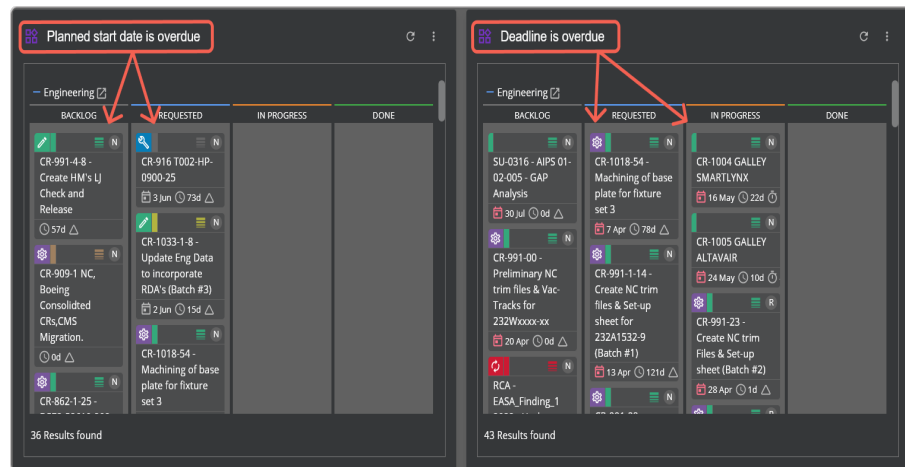 Planned start date is overdue
Engineering
BACKLOG
REQUESTED
IN PROGRESS
DONE
N
CR-991-4-8 -
Create HM's LJ
Check and
Release
57d
N
CR-909-1 NC,
Boeing
Consolidted
CRs,CMS
Migration.
0d
N
CR-862-1-25 -
N
CR-916 T002-HP-
0900-25
3 Jun 73d
N
CR-1033-1-8 -
Update Eng Data
to incorporate
RDA's (Batch #3)
2 Jun 15d
N
CR-1018-54 -
Machining of base
plate for fixture
set 3
36 Results found
Deadline is overdue
Engineering
BACKLOG
REQUESTED
IN PROGRESS
DONE
N
SU-0316 - AIPS 01-
02-005 - GAP
Analysis
30 Jul 0d
N
CR-991-00 -
Preliminary NC
trim files & Vac-
Tracks for
232Wxxxx-xx
20 Apr 0d
N
RCA -
EASA_Finding_1
N
CR-1018-54 -
Machining of base
plate for fixture
set 3
7 Apr 78d
N
CR-991-1-14 -
Create NC trim
files & Set-up
sheet for
232A1532-9
(Batch #1)
13 Apr 121d
N
N
CR-1004 GALLEY
SMARTLYNX
16 May 22d
N
CR-1005 GALLEY
ALTAVAIR
24 May 10d
R
CR-991-23 -
Create NC trim
Files & Set-up
sheet (Batch #2)
28 Apr 1d
R
43 Results found